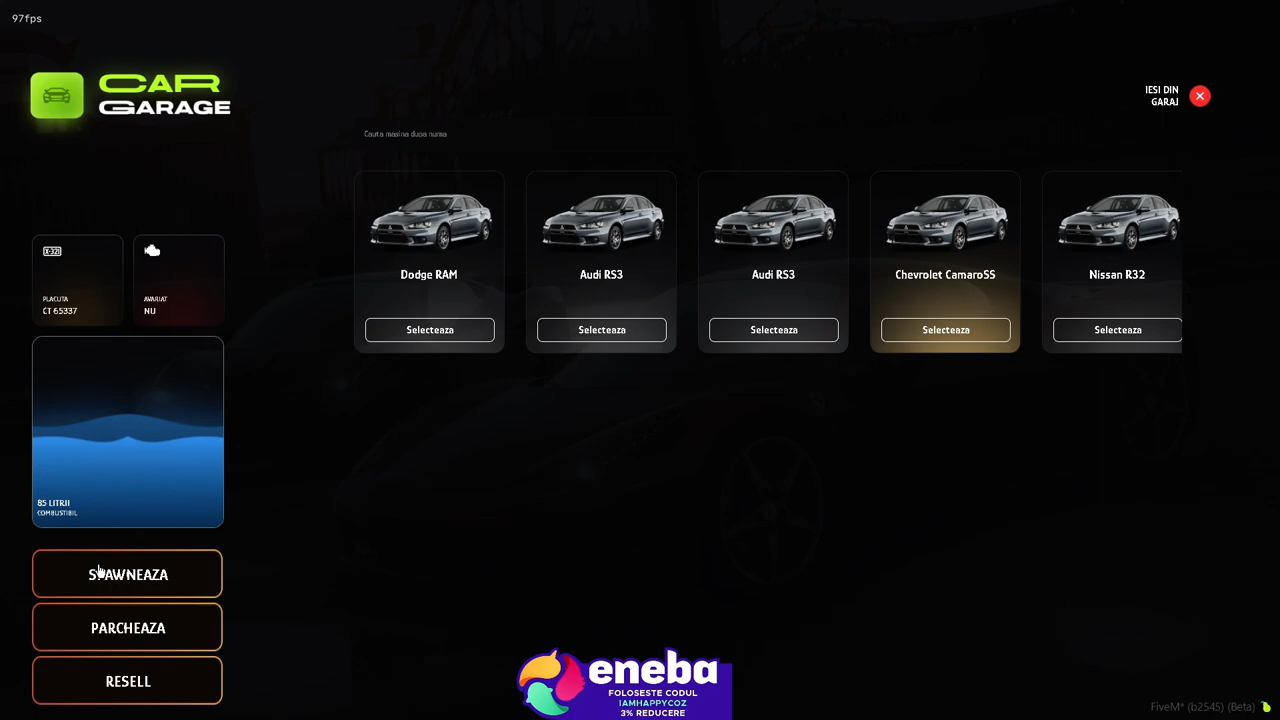 97fps
CAR
GARAGE
IESI DIN
GARAJ
Cauta masina dupa nume
X-321
PLACUTA
CT 65337
AVARIAT
NU
Dodge RAM
Selecteaza
Audi RS3
Selecteaza
Audi RS3
Selecteaza
Chevrolet CamaroSS
Selecteaza
Nissan R32
Selecteaza
85 LITRII
COMBUSTIBIL
SPAWNEAZA
PARCHEAZA
RESELL
eneba
FOLOSESTE CODUL
IAMHAPPYCOZ
3% REDUCERE
FiveM* (b2545) (Beta)